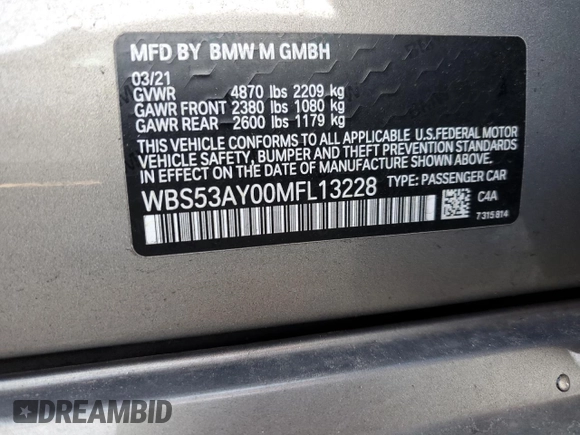 MFD BY BMW M GMBH
03/21
GVWR 4870 lbs 2209 kg
GAWR FRONT 2380 lbs 1080 kg
GAWR REAR 2600 lbs 1179 kg
THIS VEHICLE CONFORMS TO ALL APPLICABLE U.S.FEDERAL MOTOR
VEHICLE SAFETY, BUMPER, AND THEFT PREVENTION STANDARDS
IN EFFECT ON THE DATE OF MANUFACTURE SHOWN ABOVE.
WBS53AY00MFL13228 TYPE: PASSENGER CAR
C4A
7315814
DREAMBID